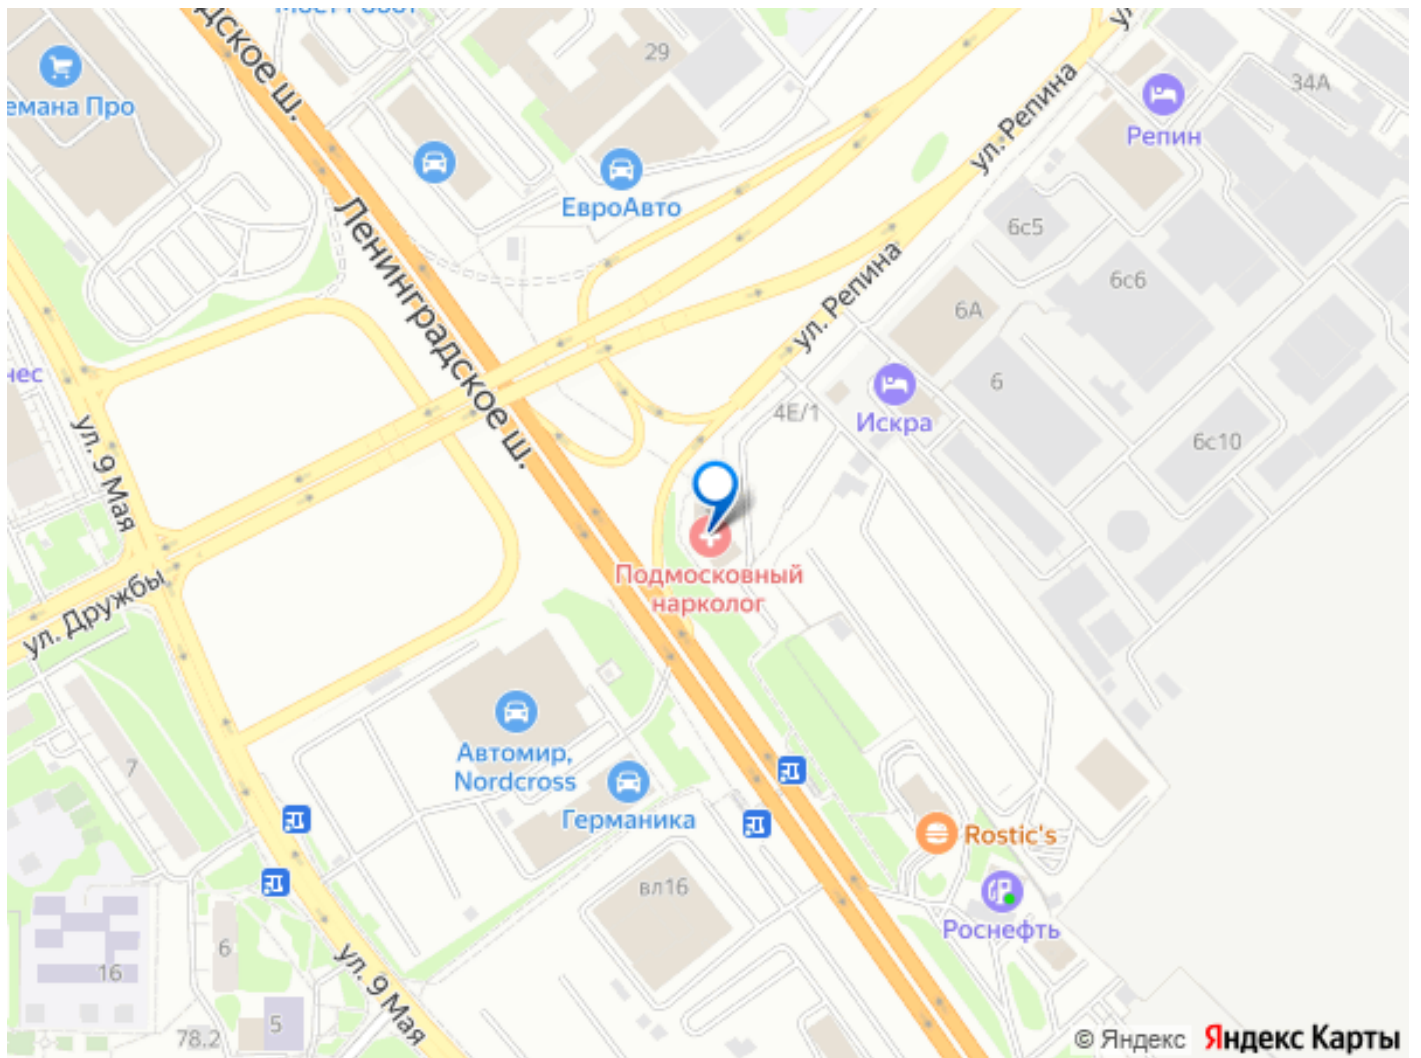 дское ш.
29
34А
емана Про
ул. Репина
Репин
ЕвроАвто
Ленинградское ш.
6с5
ул. Репина
6с6
6А
нес
6
4Е/1
Искра
6с10
ул. 9 Мая
Подмосковный
нарколог
ул. Дружбы
Автомир,
Nordcross
7
Германика
Rostic's
вл16
Роснефть
6
ул. 9 Мая
16
5
78.2
© Яндекс Яндекс Карты